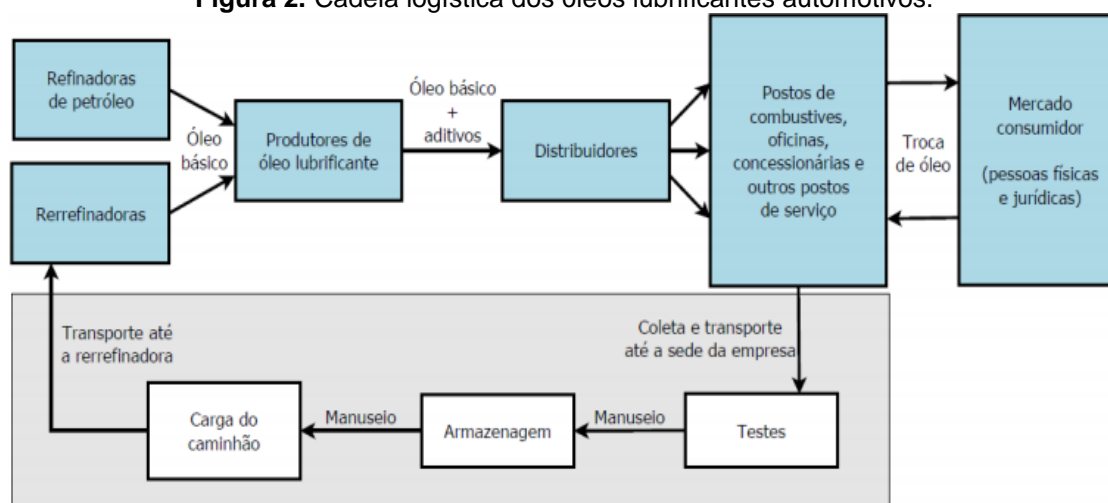 Figura 2. Cadeia logística dos óleos lubrificantes automotivos.
Refinadoras
de petróleo
Óleo
básico
Rerrefinadoras
Produtores de
óleo lubrificante
Óleo básico
+
aditivos
Distribuidores
Postos de
combustives,
oficinas,
concessionárias e
outros postos
de serviço
Troca
de óleo
Mercado
consumidor
(pessoas físicas
e jurídicas)
Coleta e transporte
até a sede da empresa
Testes
Manuseio
Armazenagem
Manuseio
Carga do
caminhão
Transporte até
a rerrefinadora